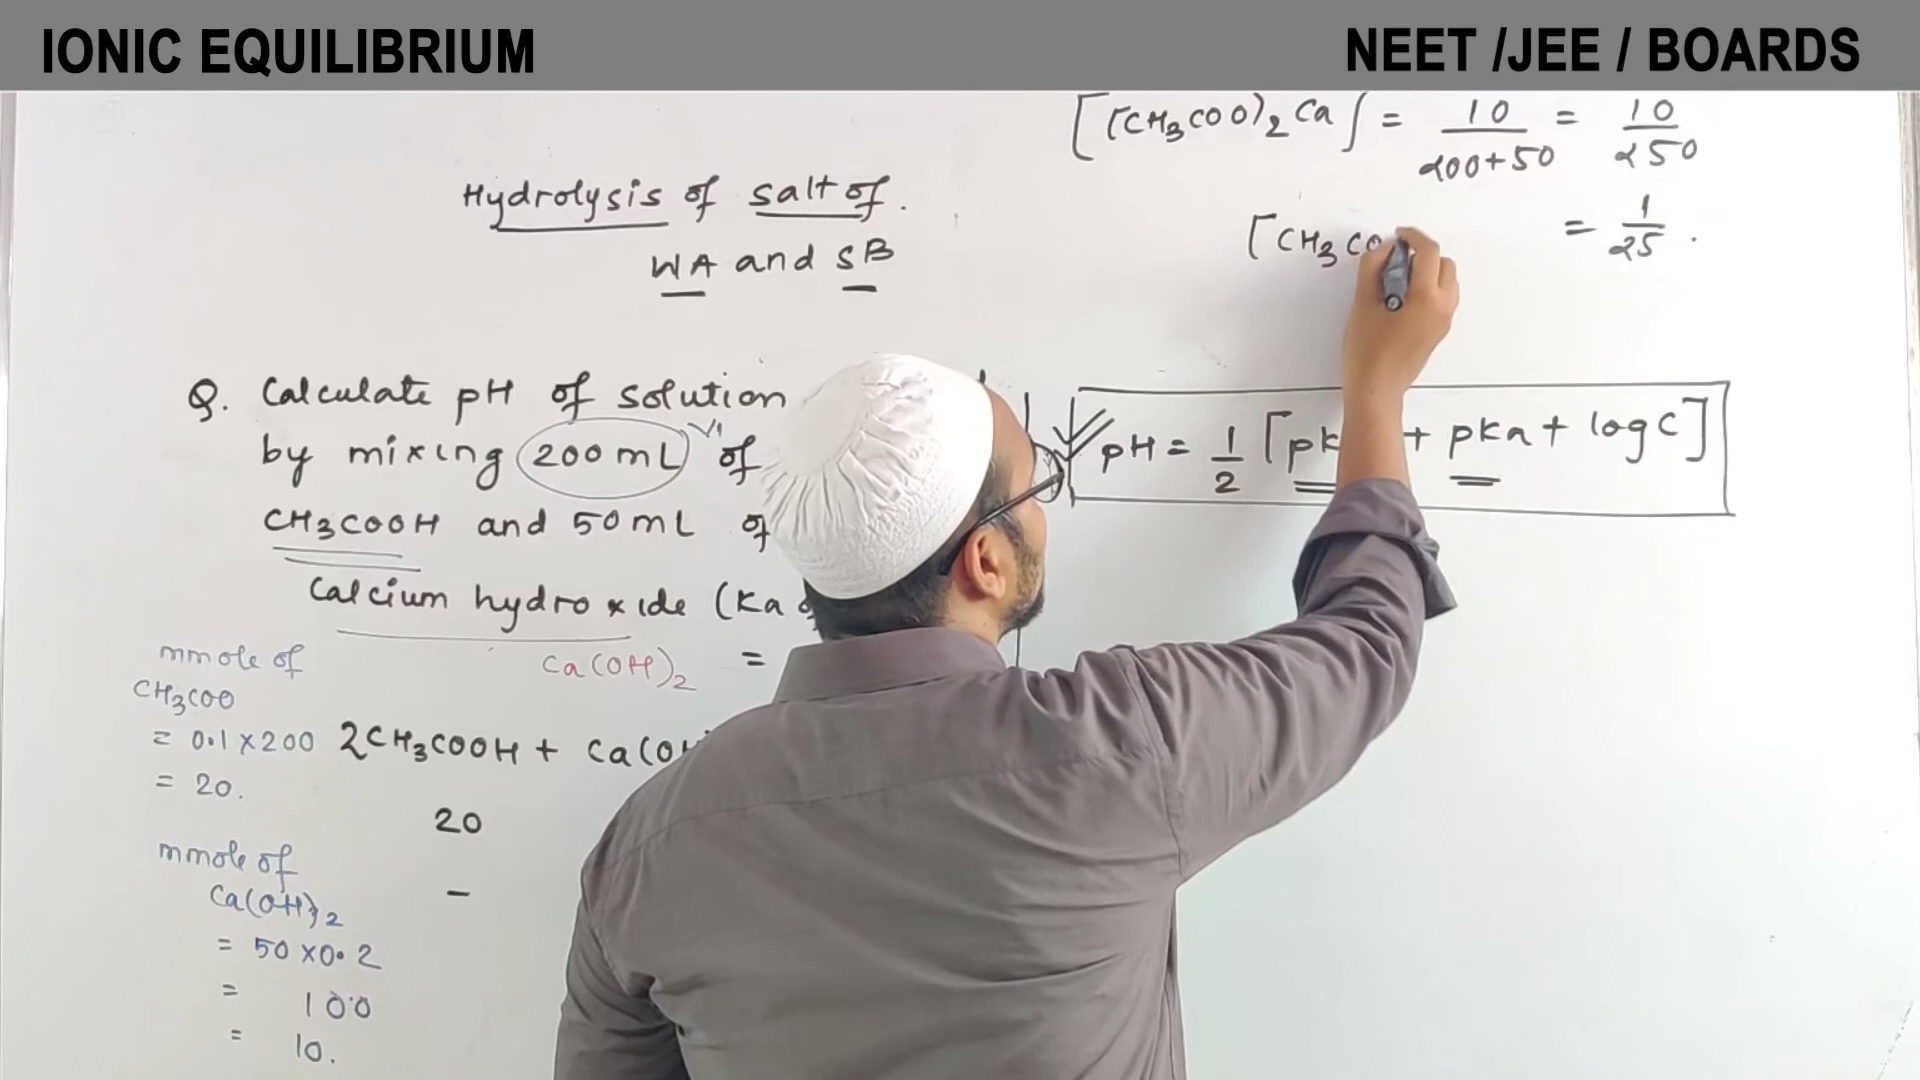 IONIC EQUILIBRIUM
NEET /JEE / BOARDS
[(CH3COO)2Ca] = 10/200+50 = 10/250
= 1/25 .
[CH3CO
Hydrolysis of salt of.
WA and SB
Q. Calculate pH of solution
by mixing 200 mL of
CH3COOH and 50 mL of
Calcium hydroxide (Ka
Ca(OH)2 =
pH = 1/2 [pk + pka + log C]
mmole of
CH3COO
= 0.1 × 200
= 20.
2CH3COOH + Ca(OH
20
–
mmole of
Ca(OH)2
= 50 × 0.2
= 100
= 10.